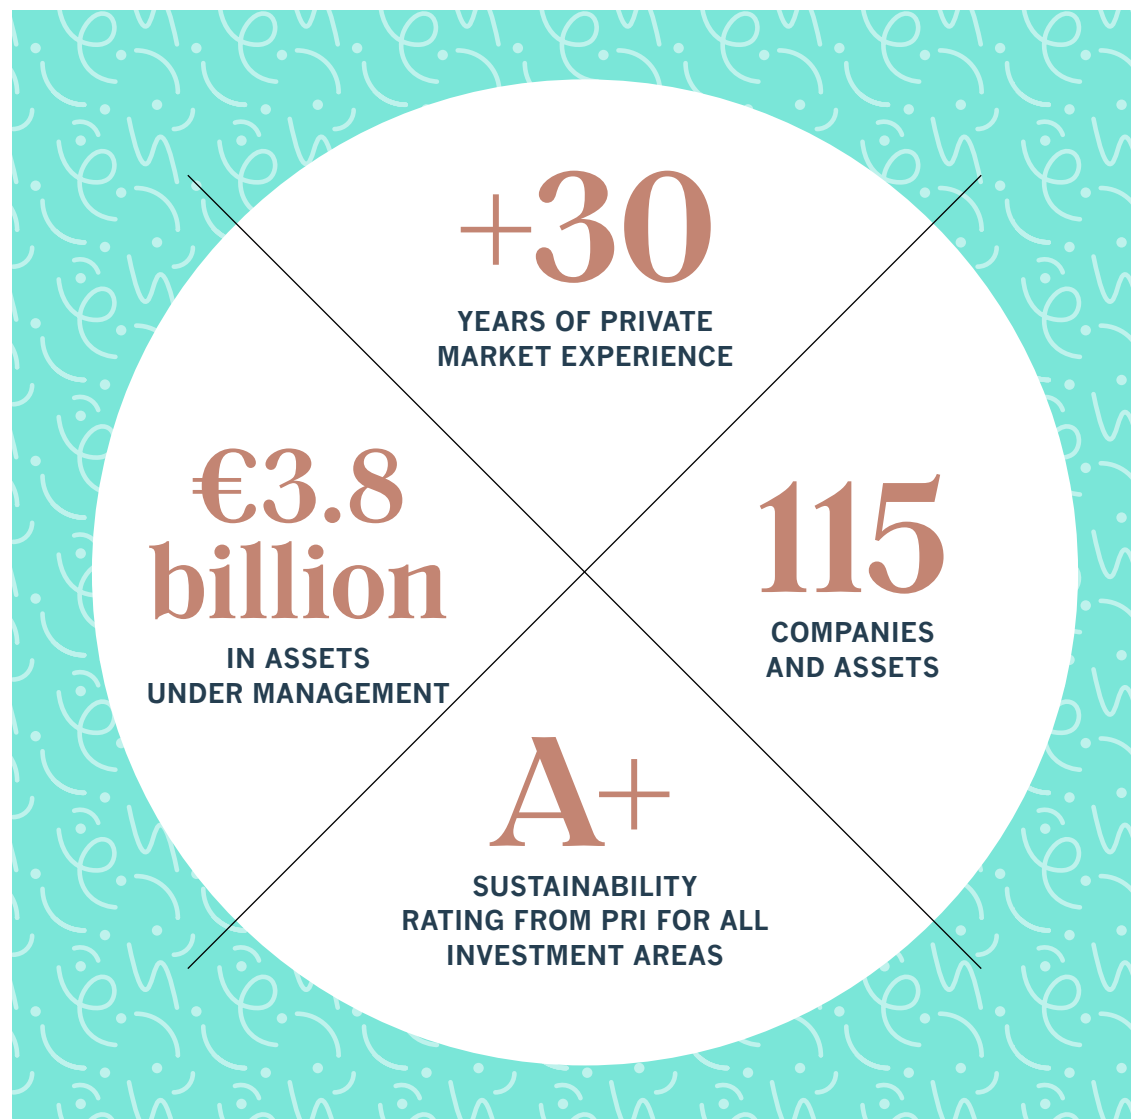 +30
YEARS OF PRIVATE
MARKET EXPERIENCE
€3.8
billion
IN ASSETS
UNDER MANAGEMENT
115
COMPANIES
AND ASSETS
A+
SUSTAINABILITY
RATING FROM PRI FOR ALL
INVESTMENT AREAS